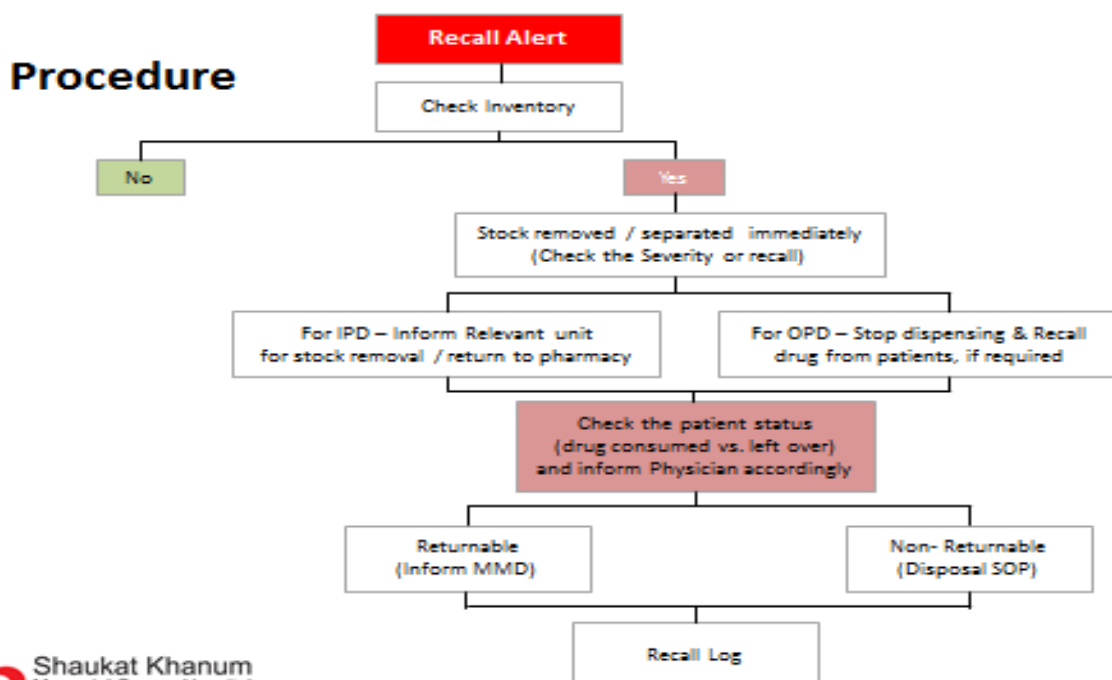 Recall Alert
Procedure
Check Inventory
No
Yes
Stock removed / separated immediately
(Check the Severity or recall)
For IPD – Inform Relevant unit
for stock removal / return to pharmacy
For OPD – Stop dispensing & Recall
drug from patients, if required
Check the patient status
(drug consumed vs. left over)
and inform Physician accordingly
Returnable
(Inform MMD)
Non- Returnable
(Disposal SOP)
Recall Log
Shaukat Khanum